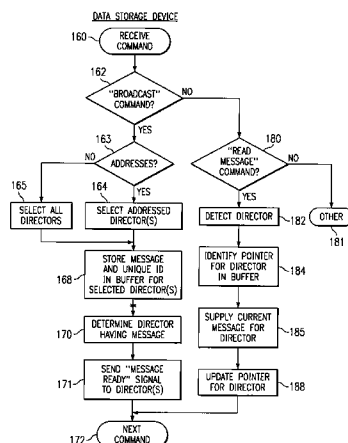 DATA STORAGE DEVICE
160
RECEIVE
COMMAND
162
"BROADCAST"
COMMAND?
NO
YES
163
ADDRESSES?
NO
YES
165
SELECT ALL
DIRECTORS
164
SELECT ADDRESSED
DIRECTOR(S)
168
STORE MESSAGE
AND UNIQUE ID
IN BUFFER FOR
SELECTED DIRECTOR(S)
170
DETERMINE DIRECTOR
HAVING MESSAGE
171
SEND "MESSAGE
READY" SIGNAL
TO DIRECTOR(S)
172
NEXT
COMMAND
180
"READ
MESSAGE"
COMMAND?
NO
YES
OTHER
181
DETECT DIRECTOR
182
IDENTIFY POINTER
FOR DIRECTOR
IN BUFFER
184
SUPPLY CURRENT
MESSAGE FOR
DIRECTOR
185
UPDATE POINTER
FOR DIRECTOR
188